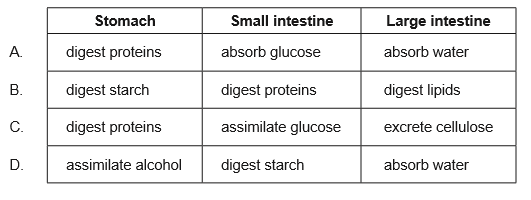 Stomach Small intestine Large intestine
A. digest proteins absorb glucose absorb water
B. digest starch digest proteins digest lipids
C. digest proteins assimilate glucose excrete cellulose
D. assimilate alcohol digest starch absorb water